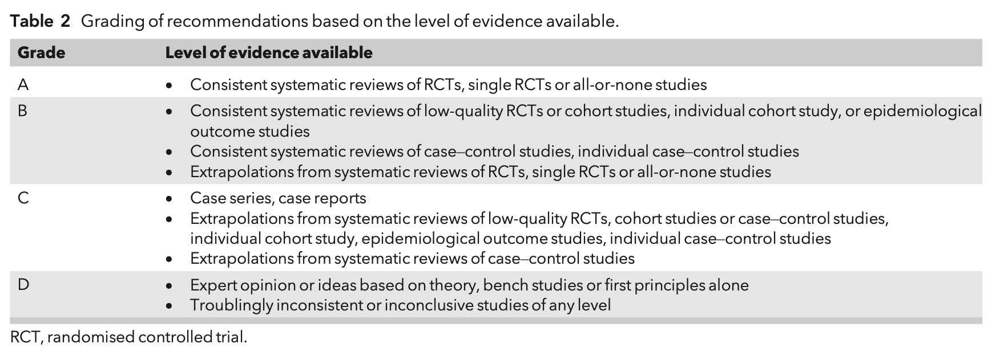 Table 2 Grading of recommendations based on the level of evidence available.
Grade Level of evidence available
A • Consistent systematic reviews of RCTs, single RCTs or all-or-none studies
B • Consistent systematic reviews of low-quality RCTs or cohort studies, individual cohort study, or epidemiological
outcome studies
• Consistent systematic reviews of case–control studies, individual case–control studies
• Extrapolations from systematic reviews of RCTs, single RCTs or all-or-none studies
C • Case series, case reports
• Extrapolations from systematic reviews of low-quality RCTs, cohort studies or case–control studies,
individual cohort study, epidemiological outcome studies, individual case–control studies
• Extrapolations from systematic reviews of case–control studies
D • Expert opinion or ideas based on theory, bench studies or first principles alone
• Troublingly inconsistent or inconclusive studies of any level
RCT, randomised controlled trial.